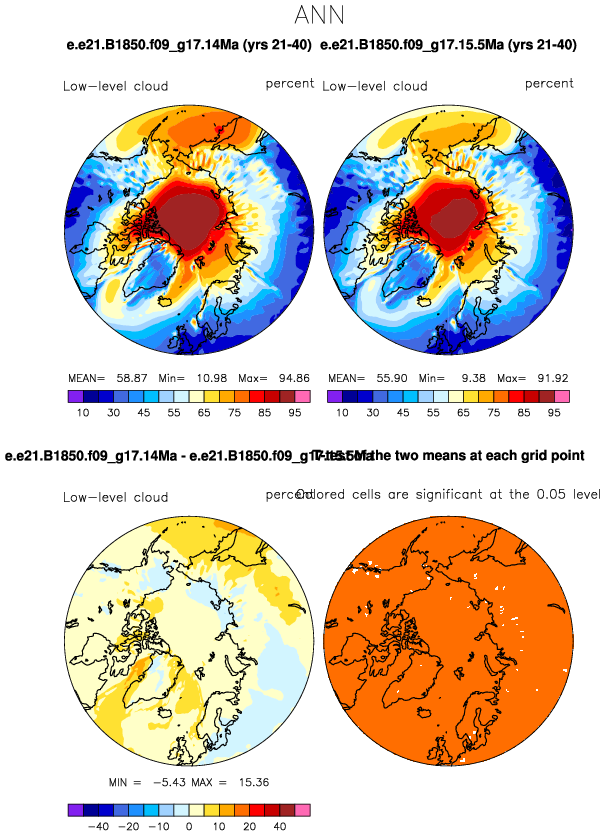 ANN
e.e21.B1850.f09_g17.14Ma (yrs 21-40) e.e21.B1850.f09_g17.15.5Ma (yrs 21-40)
Low-level cloud percent Low-level cloud percent
MEAN= 58.87 Min= 10.98 Max= 94.86 MEAN= 55.90 Min= 9.38 Max= 91.92
10 30 45 55 65 75 85 95 10 30 45 55 65 75 85 95
e.e21.B1850.f09_g17.14Ma - e.e21.B1850.f09_g17.15.5Ma T-test of the two means at each grid point
Low-level cloud percent Colored cells are significant at the 0.05 level
MIN = -5.43 MAX = 15.36
-40 -20 -10 0 10 20 40